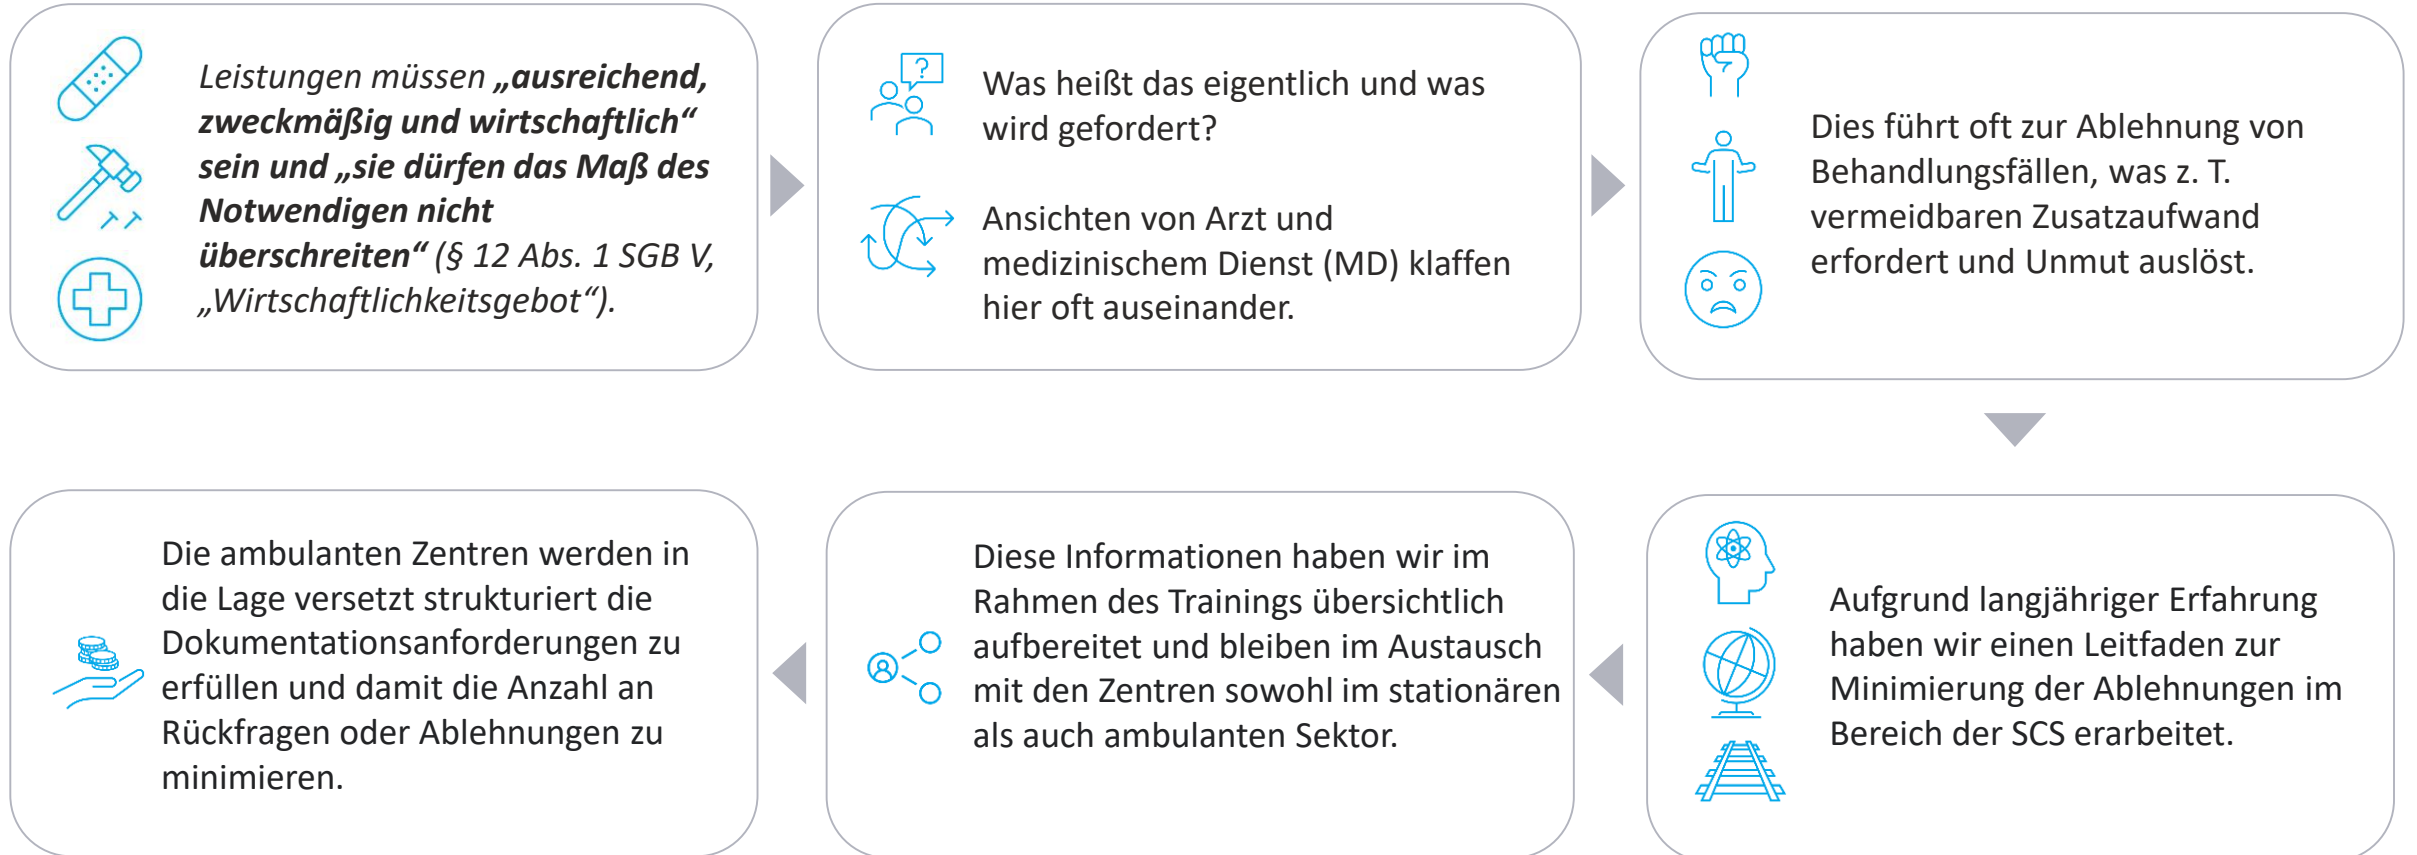 Leistungen müssen „ausreichend,
zweckmäßig und wirtschaftlich“
sein und „sie dürfen das Maß des
Notwendigen nicht
überschreiten“ (§ 12 Abs. 1 SGB V,
„Wirtschaftlichkeitsgebot“).
?
Was heißt das eigentlich und was
wird gefordert?
Ansichten von Arzt und
medizinischem Dienst (MD) klaffen
hier oft auseinander.
Dies führt oft zur Ablehnung von
Behandlungsfällen, was z. T.
vermeidbaren Zusatzaufwand
erfordert und Unmut auslöst.
Aufgrund langjähriger Erfahrung
haben wir einen Leitfaden zur
Minimierung der Ablehnungen im
Bereich der SCS erarbeitet.
Diese Informationen haben wir im
Rahmen des Trainings übersichtlich
aufbereitet und bleiben im Austausch
mit den Zentren sowohl im stationären
als auch ambulanten Sektor.
Die ambulanten Zentren werden in
die Lage versetzt strukturiert die
Dokumentationsanforderungen zu
erfüllen und damit die Anzahl an
Rückfragen oder Ablehnungen zu
minimieren.